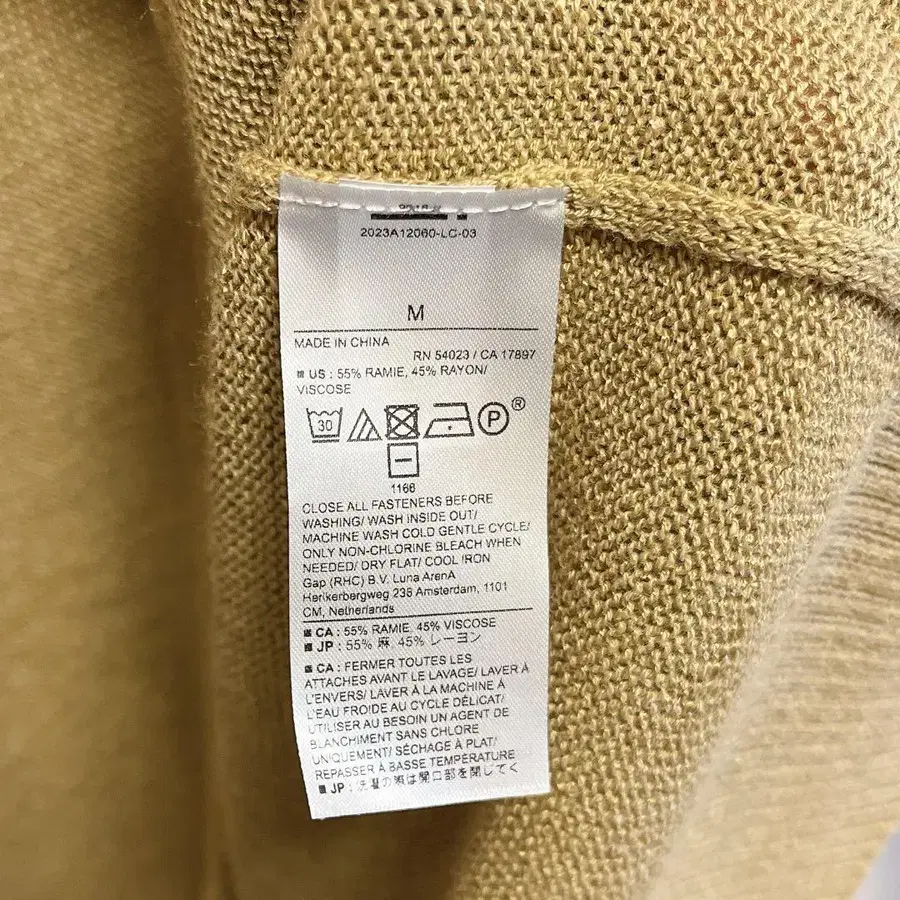 2023A12060-LC-03
M
MADE IN CHINA
RN 54023 / CA 17897
US : 55% RAMIE, 45% RAYON/
VISCOSE
30
P
®
1166
CLOSE ALL FASTENERS BEFORE
WASHING/ WASH INSIDE OUT/
MACHINE WASH COLD GENTLE CYCLE/
ONLY NON-CHLORINE BLEACH WHEN
NEEDED/ DRY FLAT/ COOL IRON
Gap (RHC) B.V. Luna ArenA
Herikerbergweg 238 Amsterdam, 1101
CM, Netherlands
CA : 55% RAMIE, 45% VISCOSE
JP : 55% 麻, 45% レーヨン
CA : FERMER TOUTES LES
ATTACHES AVANT LE LAVAGE/ LAVER À
L'ENVERS/ LAVER À LA MACHINE À
L'EAU FROIDE AU CYCLE DÉLICAT/
UTILISER AU BESOIN UN AGENT DE
BLANCHIMENT SANS CHLORE
UNIQUEMENT/ SÉCHAGE À PLAT/
REPASSER À BASSE TEMPÉRATURE
JP : 洗濯の際は開口部を閉じてく